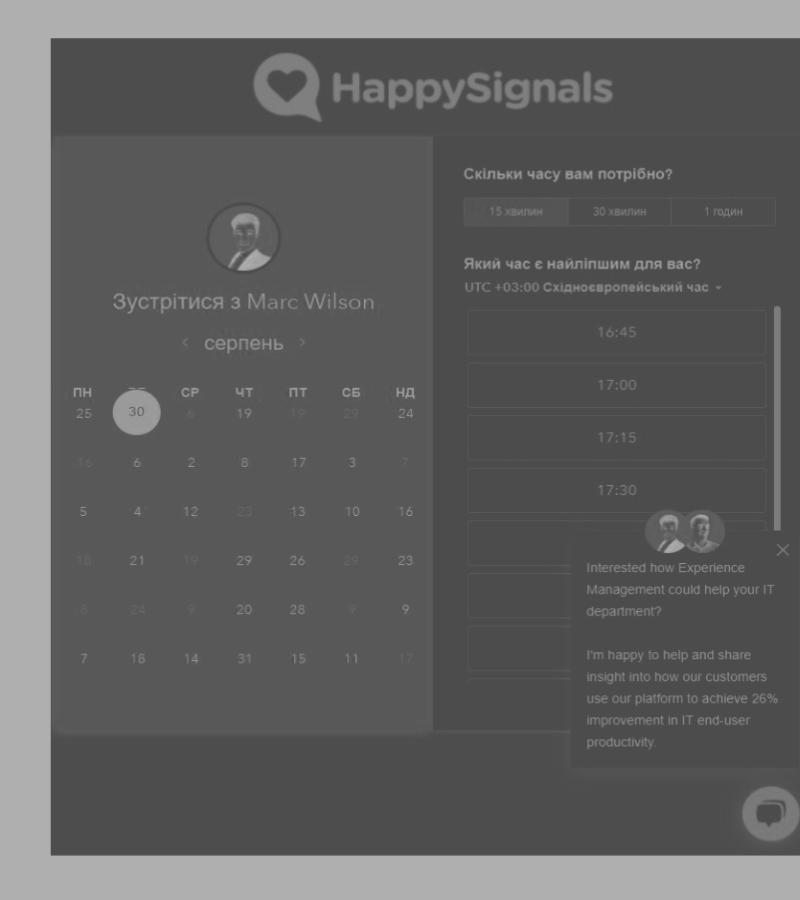 HappySignals
Зустрітися з Marc Wilson
серпень
ПН СР ЧТ ПТ СБ НД
25 30 6 19 19 29 24
16 6 2 8 17 3 7
5 4 12 23 13 10 16
18 21 19 29 26 29 23
8 24 9 20 28 9 9
7 18 14 31 15 11 17
Скільки часу вам потрібно?
15 хвилин 30 хвилин 1 годин
Який час є найліпшим для вас?
UTC +03:00 Східноєвропейський час
16:45
17:00
17:15
17:30
Interested how Experience
Management could help your IT
department?
I'm happy to help and share
insight into how our customers
use our platform to achieve 26%
improvement in IT end-user
productivity.